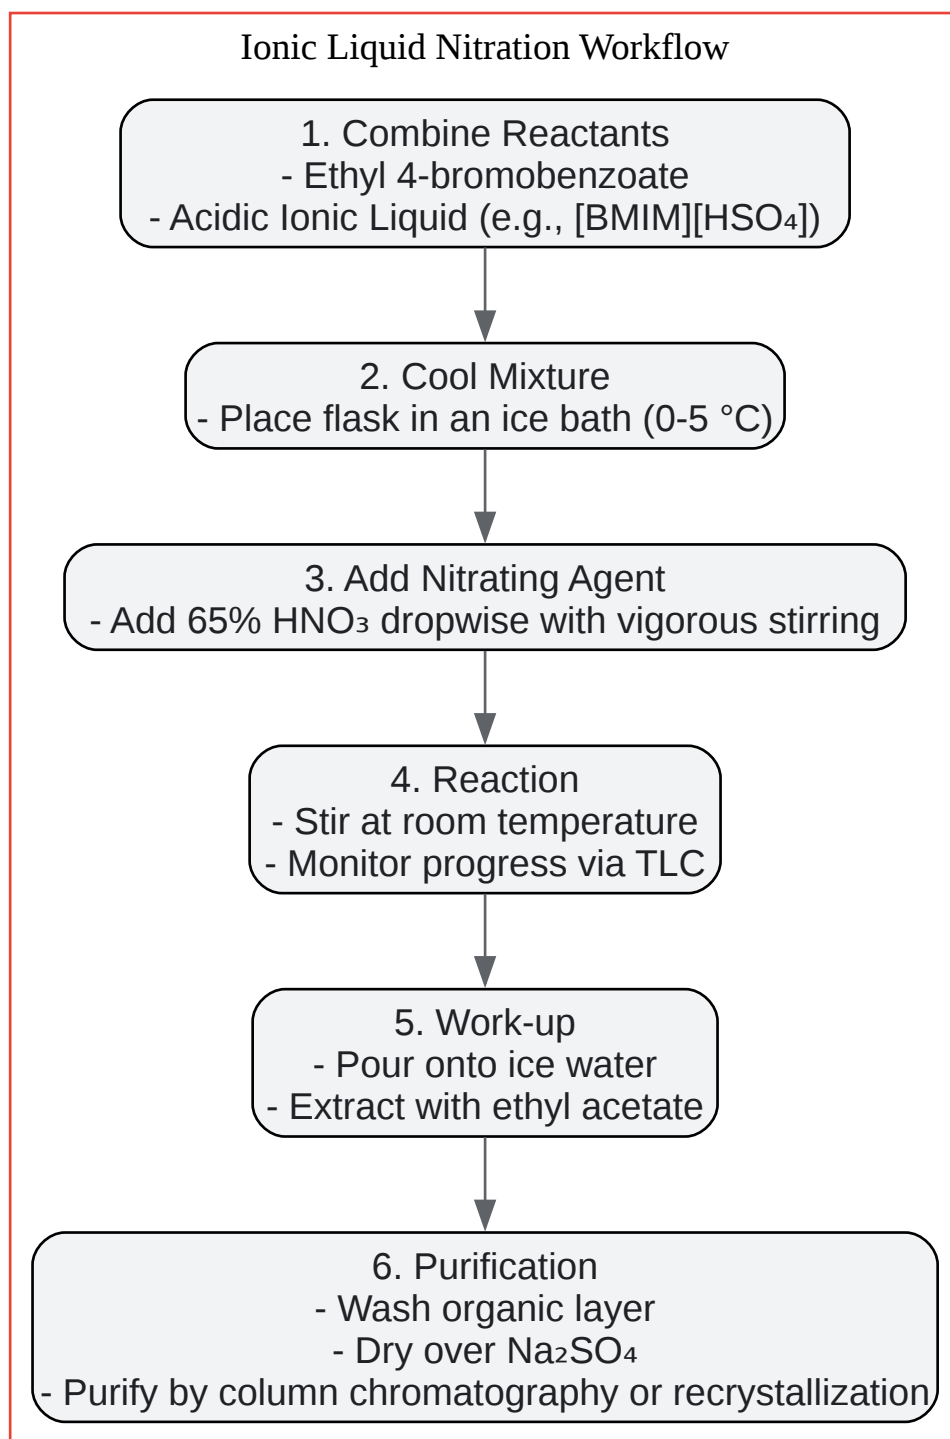 Ionic Liquid Nitration Workflow
1. Combine Reactants
- Ethyl 4-bromobenzoate
- Acidic Ionic Liquid (e.g., [BMIM][HSO₄])
2. Cool Mixture
- Place flask in an ice bath (0-5 °C)
3. Add Nitrating Agent
- Add 65% HNO₃ dropwise with vigorous stirring
4. Reaction
- Stir at room temperature
- Monitor progress via TLC
5. Work-up
- Pour onto ice water
- Extract with ethyl acetate
6. Purification
- Wash organic layer
- Dry over Na₂SO₄
- Purify by column chromatography or recrystallization